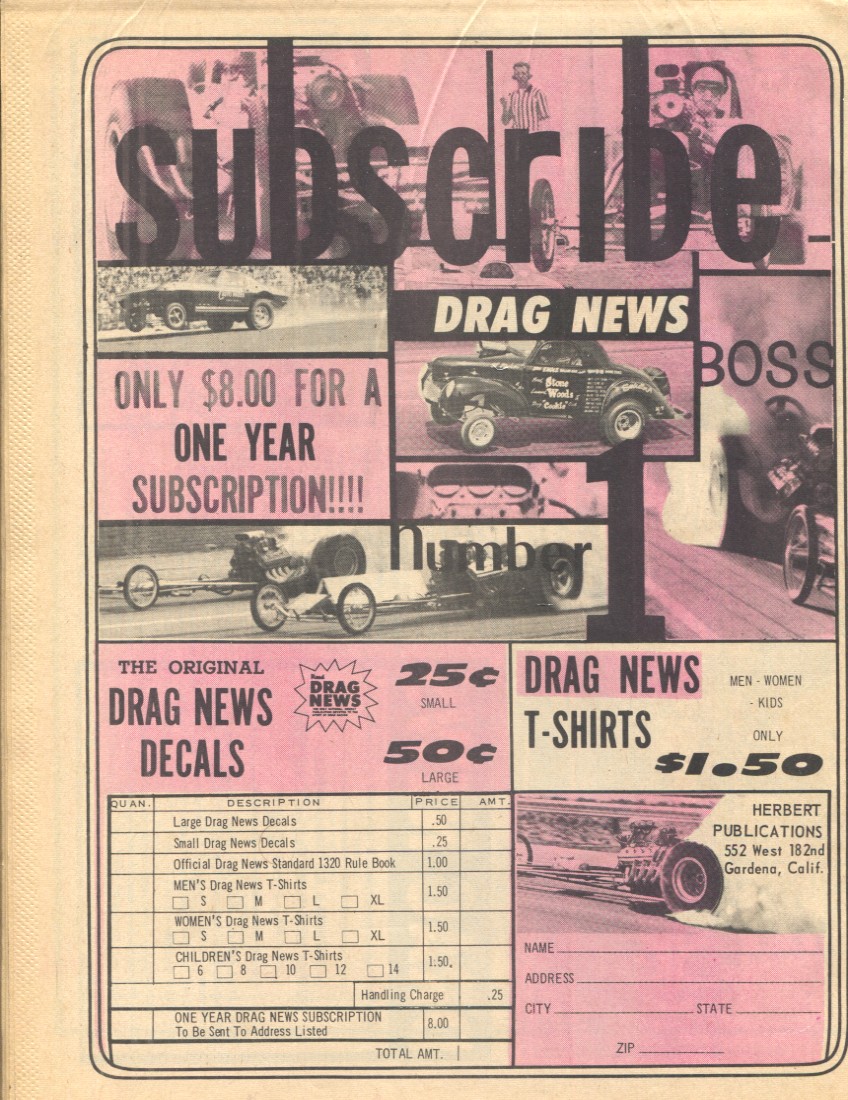 subscribe
DRAG NEWS
BOSS
Stone
Woods
Cookie
ONLY $8.00 FOR A
ONE YEAR
SUBSCRIPTION!!!!
number
1
THE ORIGINAL
DRAG NEWS
DECALS
Read
DRAG
NEWS
25¢
SMALL
50¢
LARGE
DRAG NEWS
T-SHIRTS
MEN - WOMEN
- KIDS
ONLY
$1.50
QUAN. DESCRIPTION PRICE AMT.
Large Drag News Decals .50
Small Drag News Decals .25
Official Drag News Standard 1320 Rule Book 1.00
MEN'S Drag News T-Shirts 1.50
S M L XL
WOMEN'S Drag News T-Shirts 1.50
S M L XL
CHILDREN'S Drag News T-Shirts 1.50
6 8 10 12 14
Handling Charge .25
ONE YEAR DRAG NEWS SUBSCRIPTION 8.00
To Be Sent To Address Listed
TOTAL AMT.
HERBERT
PUBLICATIONS
552 West 182nd
Gardena, Calif.
NAME
ADDRESS
CITY STATE
ZIP